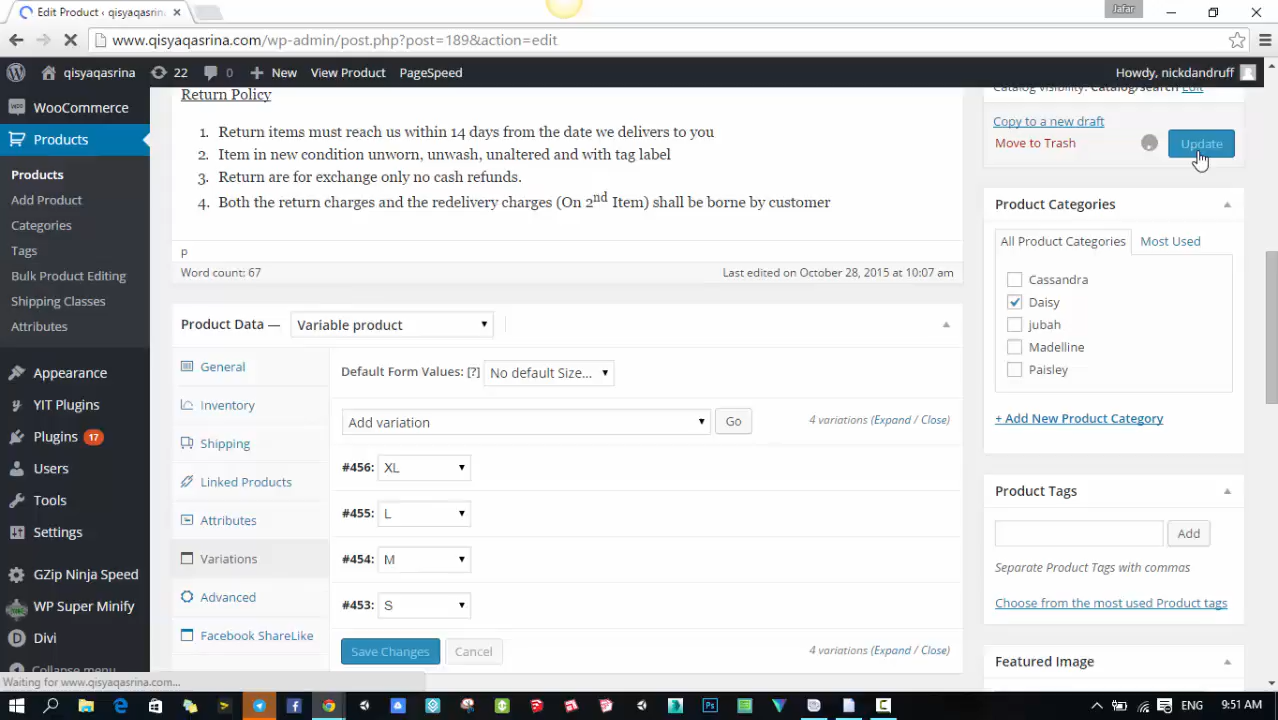 Edit Product ‹ qisyaqasrin
Jafar
www.qisyaqasrina.com/wp-admin/post.php?post=189&action=edit
qisyaqasrina 22 0 New View Product PageSpeed Howdy, nickdandruff
WooCommerce
Products
Products
Add Product
Categories
Tags
Bulk Product Editing
Shipping Classes
Attributes
Appearance
YIT Plugins
Plugins 17
Users
Tools
Settings
GZip Ninja Speed
WP Super Minify
Divi
Collapse menu
Return Policy
1. Return items must reach us within 14 days from the date we delivers to you
2. Item in new condition unworn, unwash, unaltered and with tag label
3. Return are for exchange only no cash refunds.
4. Both the return charges and the redelivery charges (On 2nd Item) shall be borne by customer
p
Word count: 67 Last edited on October 28, 2015 at 10:07 am
Product Data — Variable product
General
Inventory
Shipping
Linked Products
Attributes
Variations
Advanced
Facebook ShareLike
Default Form Values: [?] No default Size...
Add variation Go 4 variations (Expand / Close)
#456: XL
#455: L
#454: M
#453: S
Save Changes Cancel 4 variations (Expand / Close)
Catalog visibility: Catalog/search Edit
Copy to a new draft
Move to Trash Update
Product Categories
All Product Categories Most Used
Cassandra
Daisy
jubah
Madelline
Paisley
+ Add New Product Category
Product Tags
Add
Separate Product Tags with commas
Choose from the most used Product tags
Featured Image
Waiting for www.qisyaqasrina.com...
ENG 9:51 AM